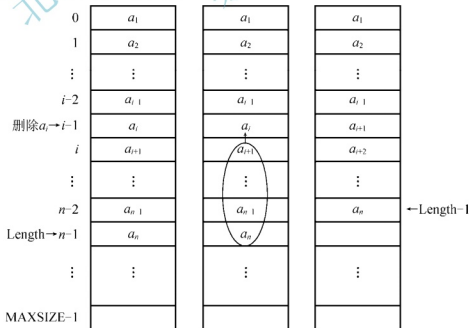 0 a₁ a₁ a₁
1 a₂ a₂ a₂
⋮ ⋮ ⋮ ⋮
i-2 aᵢ₋₁ aᵢ₋₁ aᵢ₋₁
删除aᵢ→i-1 aᵢ aᵢ aᵢ₊₁
i aᵢ₊₁ aᵢ₊₁ aᵢ₊₂
⋮ ⋮ ⋮ ⋮
n-2 aₙ₋₁ aₙ₋₁ aₙ ←Length-1
Length→n-1 aₙ aₙ
⋮ ⋮ ⋮ ⋮
MAXSIZE-1